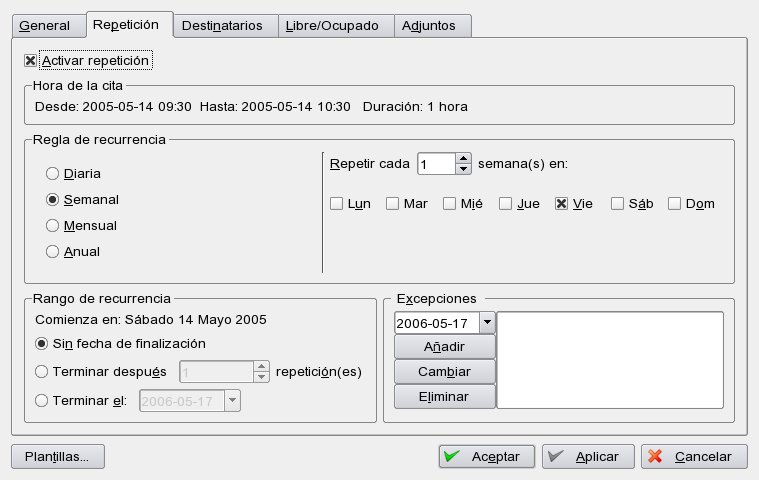 General Repetición Destinatarios Libre/Ocupado Adjuntos
Activar repetición
Hora de la cita
Desde: 2005-05-14 09:30 Hasta: 2005-05-14 10:30 Duración: 1 hora
Regla de recurrencia
Diaria
Semanal
Mensual
Anual
Repetir cada 1 semana(s) en:
Lun Mar Mié Jue Vie Sáb Dom
Rango de recurrencia
Comienza en: Sábado 14 Mayo 2005
Sin fecha de finalización
Terminar después 1 repetición(es)
Terminar el: 2006-05-17
Excepciones
2006-05-17
Añadir
Cambiar
Eliminar
Plantillas... Aceptar Aplicar Cancelar